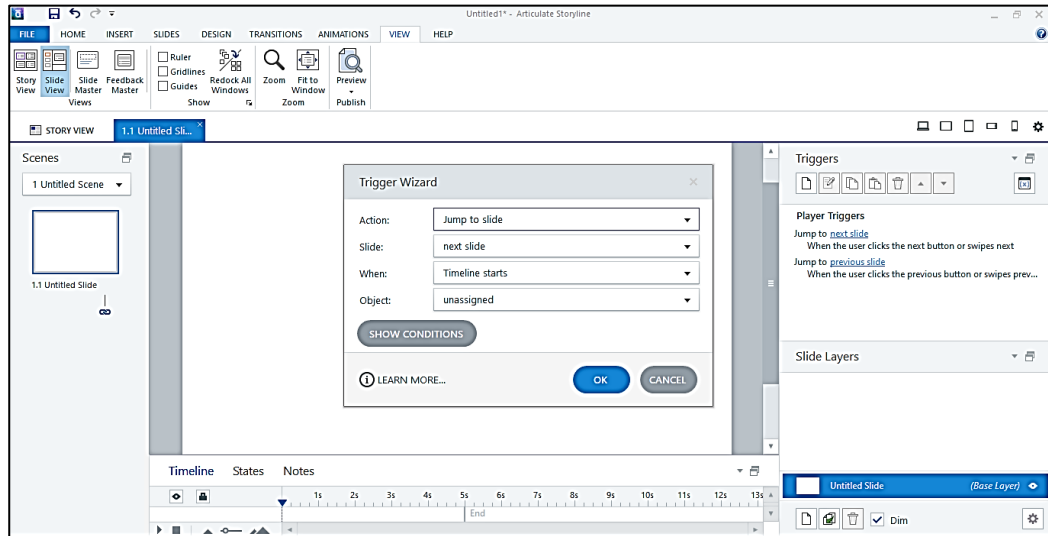 Untitled1* - Articulate Storyline
FILE HOME INSERT SLIDES DESIGN TRANSITIONS ANIMATIONS VIEW HELP
Story View
Slide View
Slide Master
Feedback Master
Views
Ruler
Gridlines
Guides
Redock All Windows
Show
Zoom
Fit to Window
Zoom
Preview
Publish
STORY VIEW
1.1 Untitled Sli...
Scenes
1 Untitled Scene
1.1 Untitled Slide
Trigger Wizard
Action: Jump to slide
Slide: next slide
When: Timeline starts
Object: unassigned
SHOW CONDITIONS
LEARN MORE...
OK
CANCEL
Timeline States Notes
1s 2s 3s 4s 5s 6s 7s 8s 9s 10s 11s 12s 13s
End
Triggers
Player Triggers
Jump to next slide
When the user clicks the next button or swipes next
Jump to previous slide
When the user clicks the previous button or swipes prev...
Slide Layers
Untitled Slide (Base Layer)
Dim